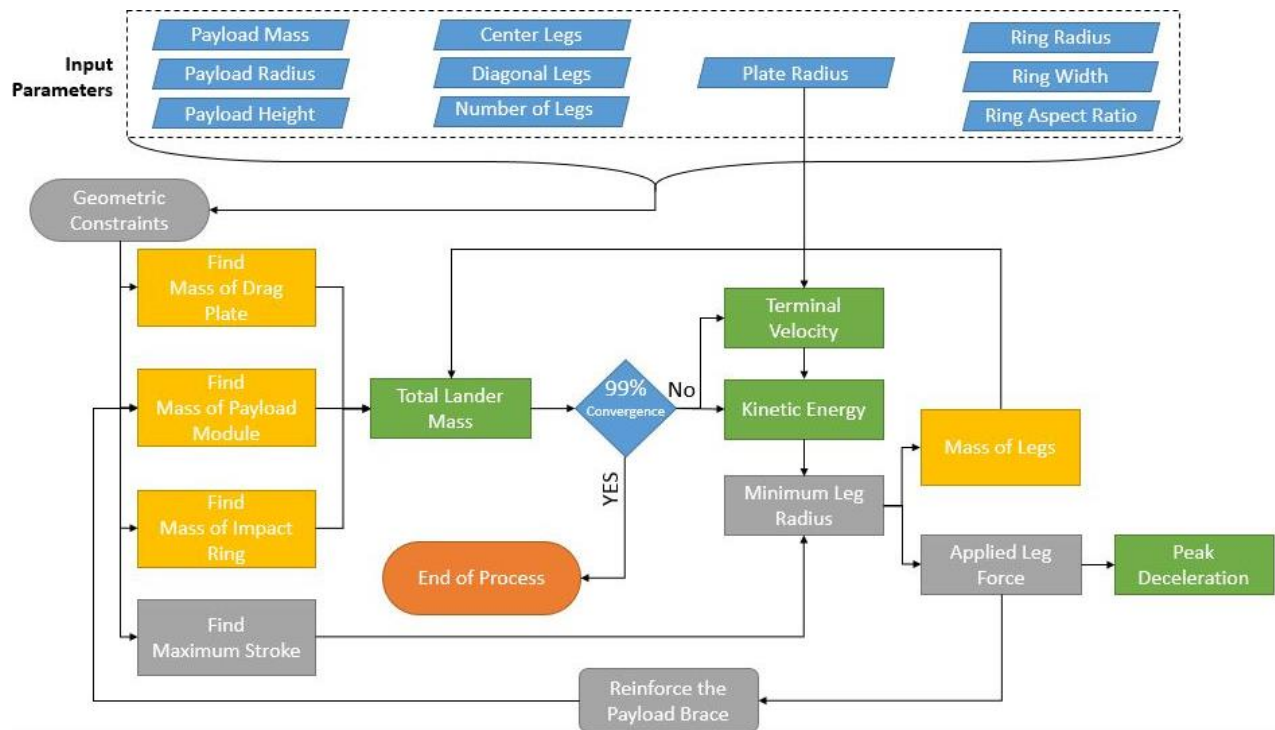 Input
Parameters
Payload Mass
Payload Radius
Payload Height
Center Legs
Diagonal Legs
Number of Legs
Plate Radius
Ring Radius
Ring Width
Ring Aspect Ratio
Geometric
Constraints
Find
Mass of Drag
Plate
Find
Mass of Payload
Module
Find
Mass of Impact
Ring
Find
Maximum Stroke
Total Lander
Mass
99%
Convergence
No
YES
End of Process
Terminal
Velocity
Kinetic Energy
Minimum Leg
Radius
Mass of Legs
Applied Leg
Force
Peak
Deceleration
Reinforce the
Payload Brace